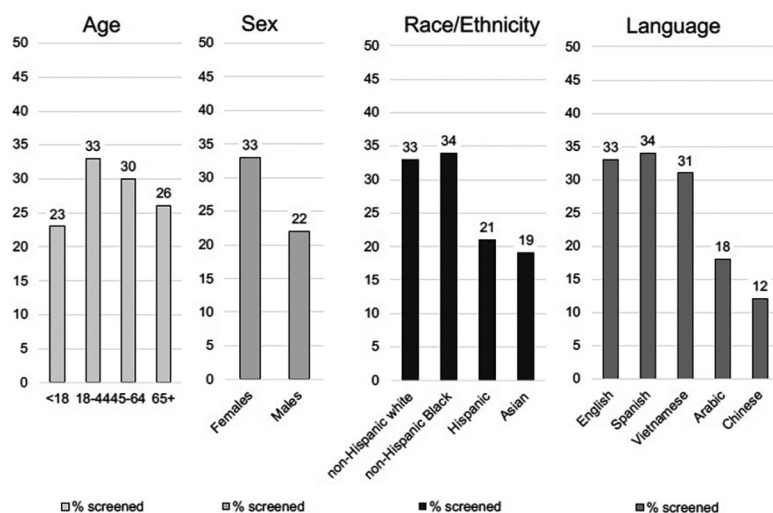 Age
50
45
40
35
30
25
20
15
10
5
0
23
33
30
26
<18 18-44 45-64 65+
% screened
Sex
50
45
40
35
30
25
20
15
10
5
0
33
22
Females
Males
% screened
Race/Ethnicity
50
45
40
35
30
25
20
15
10
5
0
33
34
21
19
non-Hispanic white
non-Hispanic Black
Hispanic
Asian
% screened
Language
50
45
40
35
30
25
20
15
10
5
0
33
34
31
18
12
English
Spanish
Vietnamese
Arabic
Chinese
% screened